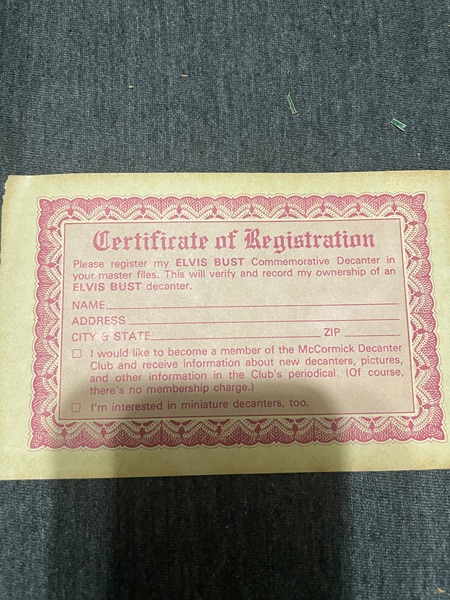 Certificate of Registration
Please register my ELVIS BUST Commemorative Decanter in
your master files. This will verify and record my ownership of an
ELVIS BUST decanter.
NAME
ADDRESS
CITY & STATE ZIP
I would like to become a member of the McCormick Decanter
Club and receive information about new decanters, pictures,
and other information in the Club's periodical. (Of course,
there's no membership charge.)
I'm interested in miniature decanters, too.